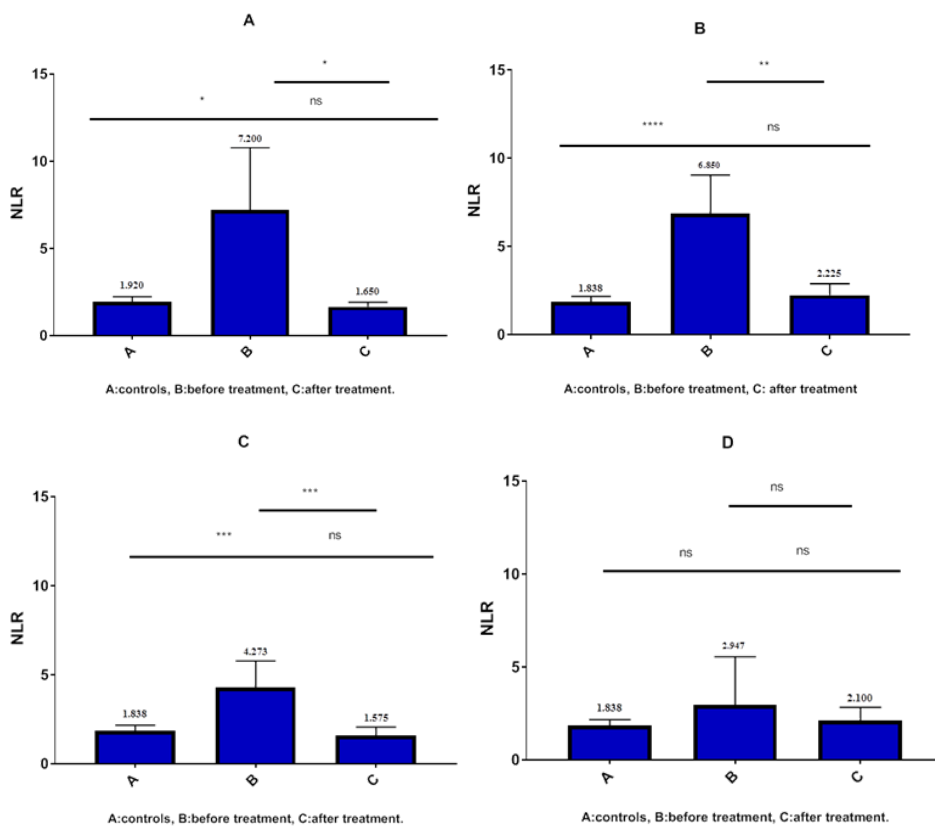 A
15
*
*
ns
7.200
10
NLR
5
1.920
1.650
0
A
B
C
A:controls, B:before treatment, C:after treatment.
B
15
**
****
ns
10
6.850
NLR
5
1.838
2.225
0
A
B
C
A:controls, B:before treatment, C: after treatment
C
15
***
***
ns
10
NLR
4.273
5
1.838
1.575
0
A
B
C
A:controls, B:before treatment, C:after treatment.
D
15
ns
ns
ns
10
NLR
2.947
5
1.838
2.100
0
A
B
C
A:controls, B:before treatment, C:after treatment.